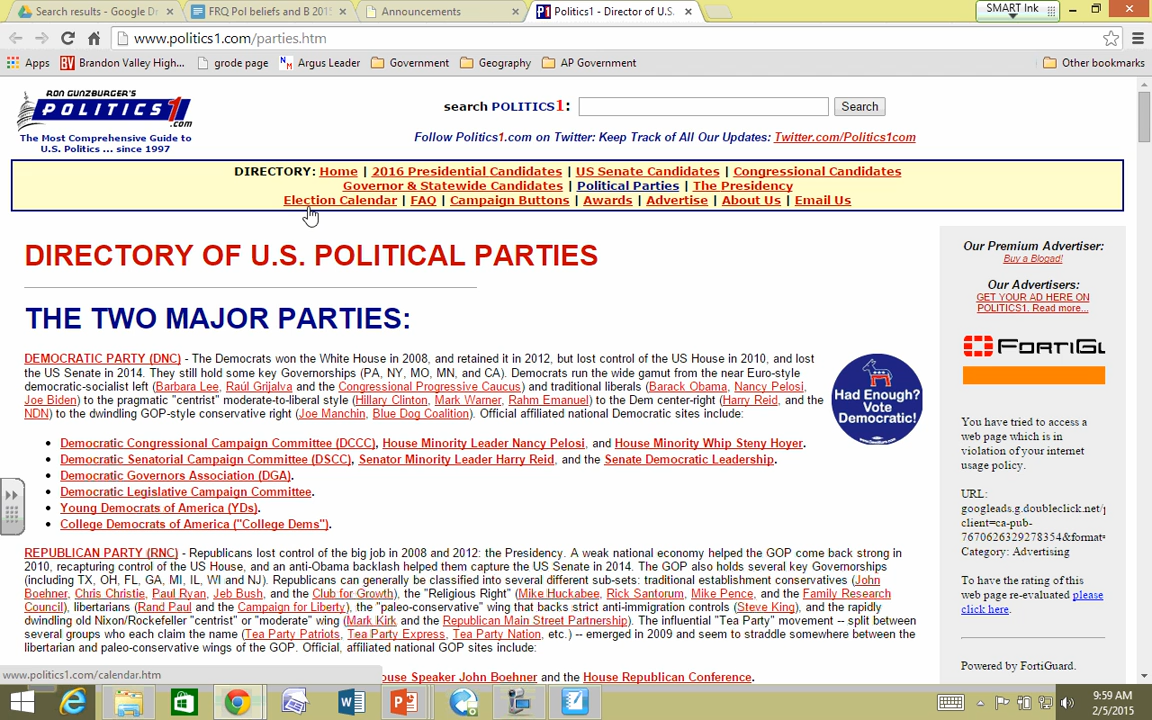 Search results - Google Dr
FRQ Pol beliefs and B 2015
Announcements
Politics1 - Director of U.S.
SMART Ink
www.politics1.com/parties.htm
Apps
Brandon Valley High...
grode page
Argus Leader
Government
Geography
AP Government
Other bookmarks
RON GUNZBURGER'S
POLITICS1.com
The Most Comprehensive Guide to
U.S. Politics ... since 1997
search POLITICS1:
Search
Follow Politics1.com on Twitter: Keep Track of All Our Updates: Twitter.com/Politics1com
DIRECTORY: Home | 2016 Presidential Candidates | US Senate Candidates | Congressional Candidates
Governor & Statewide Candidates | Political Parties | The Presidency
Election Calendar | FAQ | Campaign Buttons | Awards | Advertise | About Us | Email Us
DIRECTORY OF U.S. POLITICAL PARTIES
THE TWO MAJOR PARTIES:
DEMOCRATIC PARTY (DNC) - The Democrats won the White House in 2008, and retained it in 2012, but lost control of the US House in 2010, and lost
the US Senate in 2014. They still hold some key Governorships (PA, NY, MO, MN, and CA). Democrats run the wide gamut from the near Euro-style
democratic-socialist left (Barbara Lee, Raúl Grijalva and the Congressional Progressive Caucus) and traditional liberals (Barack Obama, Nancy Pelosi,
Joe Biden) to the pragmatic "centrist" moderate-to-liberal style (Hillary Clinton, Mark Warner, Rahm Emanuel) to the Dem center-right (Harry Reid, and the
NDN) to the dwindling GOP-style conservative right (Joe Manchin, Blue Dog Coalition). Official affiliated national Democratic sites include:
Had Enough?
Vote
Democratic!
• Democratic Congressional Campaign Committee (DCCC), House Minority Leader Nancy Pelosi, and House Minority Whip Steny Hoyer.
• Democratic Senatorial Campaign Committee (DSCC), Senator Minority Leader Harry Reid, and the Senate Democratic Leadership.
• Democratic Governors Association (DGA).
• Democratic Legislative Campaign Committee.
• Young Democrats of America (YDs).
• College Democrats of America ("College Dems").
REPUBLICAN PARTY (RNC) - Republicans lost control of the big job in 2008 and 2012: the Presidency. A weak national economy helped the GOP come back strong in
2010, recapturing control of the US House, and an anti-Obama backlash helped them capture the US Senate in 2014. The GOP also holds several key Governorships
(including TX, OH, FL, GA, MI, IL, WI and NJ). Republicans can generally be classified into several different sub-sets: traditional establishment conservatives (John
Boehner, Chris Christie, Paul Ryan, Jeb Bush, and the Club for Growth), the "Religious Right" (Mike Huckabee, Rick Santorum, Mike Pence, and the Family Research
Council), libertarians (Rand Paul and the Campaign for Liberty), the "paleo-conservative" wing that backs strict anti-immigration controls (Steve King), and the rapidly
dwindling old Nixon/Rockefeller "centrist" or "moderate" wing (Mark Kirk and the Republican Main Street Partnership). The influential "Tea Party" movement -- split between
several groups who each claim the name (Tea Party Patriots, Tea Party Express, Tea Party Nation, etc.) -- emerged in 2009 and seem to straddle somewhere between the
libertarian and paleo-conservative wings of the GOP. Official, affiliated national GOP sites include:
ouse Speaker John Boehner and the House Republican Conference.
Our Premium Advertiser:
Buy a Blogad!
Our Advertisers:
GET YOUR AD HERE ON
POLITICS1. Read more...
FORTIGU
You have tried to access a
web page which is in
violation of your internet
usage policy.
URL:
googleads.g.doubleclick.net/p
client=ca-pub-
7670626329278354&format=
Category: Advertising
To have the rating of this
web page re-evaluated please
click here.
Powered by FortiGuard.
www.politics1.com/calendar.htm
9:59 AM
2/5/2015